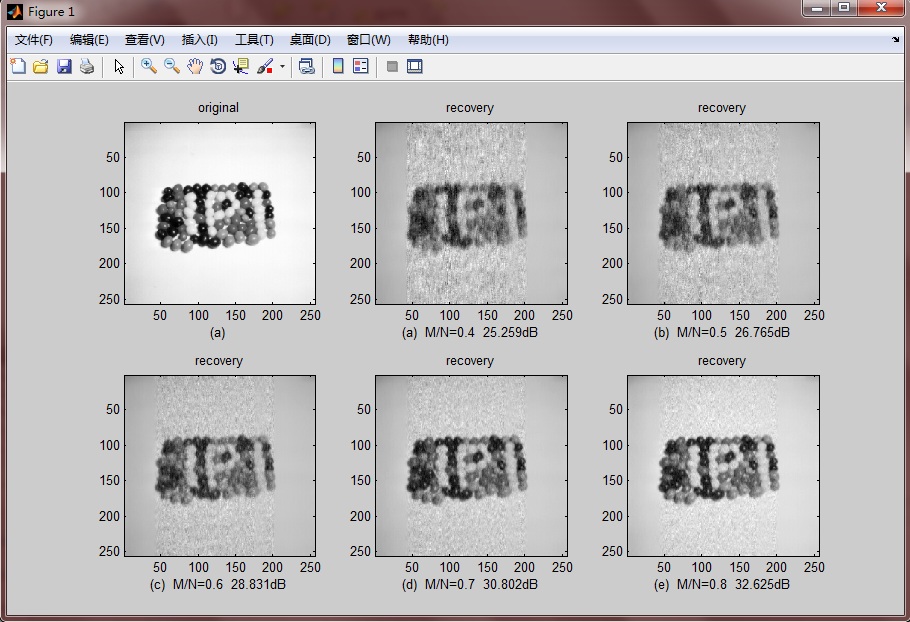 Figure 1
文件(F) 编辑(E) 查看(V) 插入(I) 工具(T) 桌面(D) 窗口(W) 帮助(H)
original recovery recovery
50 50 50
100 100 100
150 150 150
200 200 200
250 250 250
50 100 150 200 250 50 100 150 200 250 50 100 150 200 250
(a) (a) M/N=0.4 25.259dB (b) M/N=0.5 26.765dB
recovery recovery recovery
50 50 50
100 100 100
150 150 150
200 200 200
250 250 250
50 100 150 200 250 50 100 150 200 250 50 100 150 200 250
(c) M/N=0.6 28.831dB (d) M/N=0.7 30.802dB (e) M/N=0.8 32.625dB